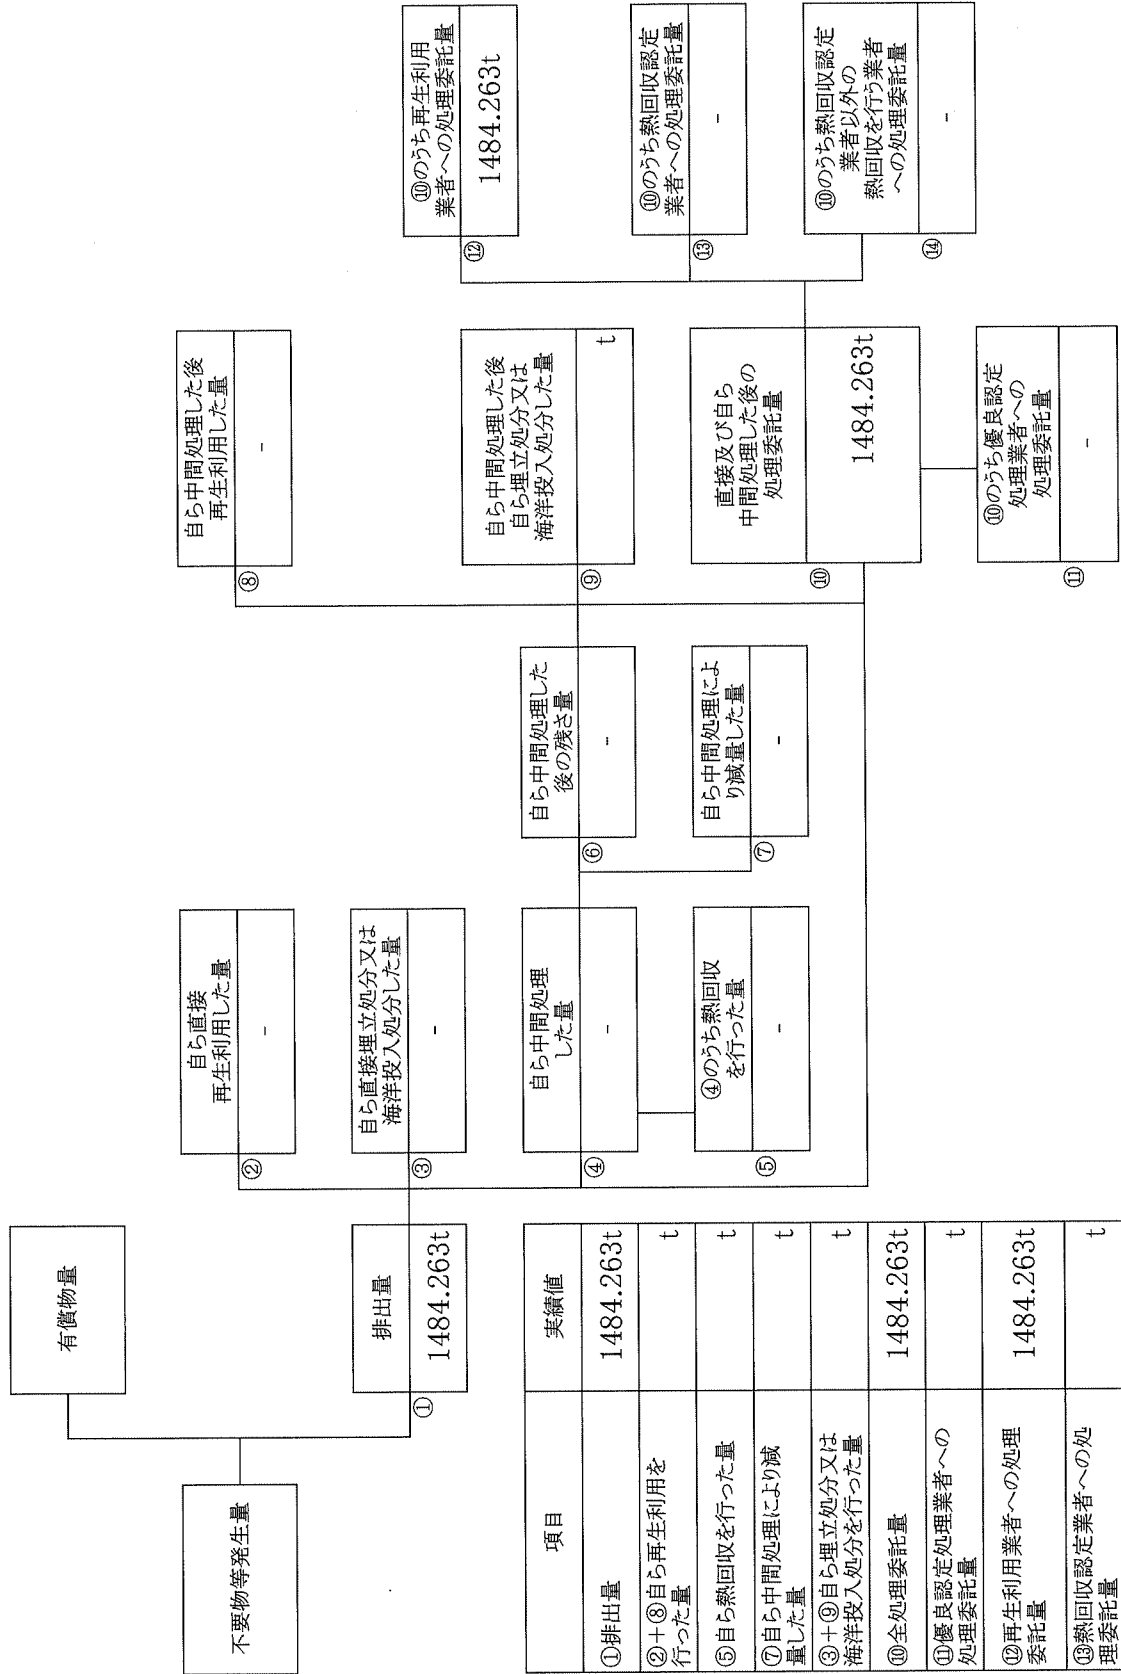 不要物等発生量
有償物量
①
排出量
1484.263t
②
自ら直接
再生利用した量
-
③
自ら直接埋立処分又は
海洋投入処分した量
-
④
自ら中間処理
した量
-
⑤
④のうち熱回収
を行った量
-
⑥
自ら中間処理した
後の残さ量
-
⑦
自ら中間処理によ
り減量した量
-
⑧
自ら中間処理した後
再生利用した量
-
⑨
自ら中間処理した後
自ら埋立処分又は
海洋投入処分した量
t
⑩
直接及び自ら
中間処理した後の
処理委託量
1484.263t
⑪
⑩のうち優良認定
処理業者への
処理委託量
-
⑫
⑩のうち再生利用
業者への処理委託量
1484.263t
⑬
⑩のうち熱回収認定
業者への処理委託量
-
⑭
⑩のうち熱回収認定
業者以外の
熱回収を行う業者
への処理委託量
-
項目 実績値
①排出量 1484.263t
②+⑧自ら再生利用を
行った量 t
⑤自ら熱回収を行った量 t
⑦自ら中間処理により減
量した量 t
③+⑨自ら埋立処分又は
海洋投入処分を行った量 t
⑩全処理委託量 1484.263t
⑪優良認定処理業者への
処理委託量 t
⑫再生利用業者への処理
委託量 1484.263t
⑬熱回収認定業者への処
理委託量 t